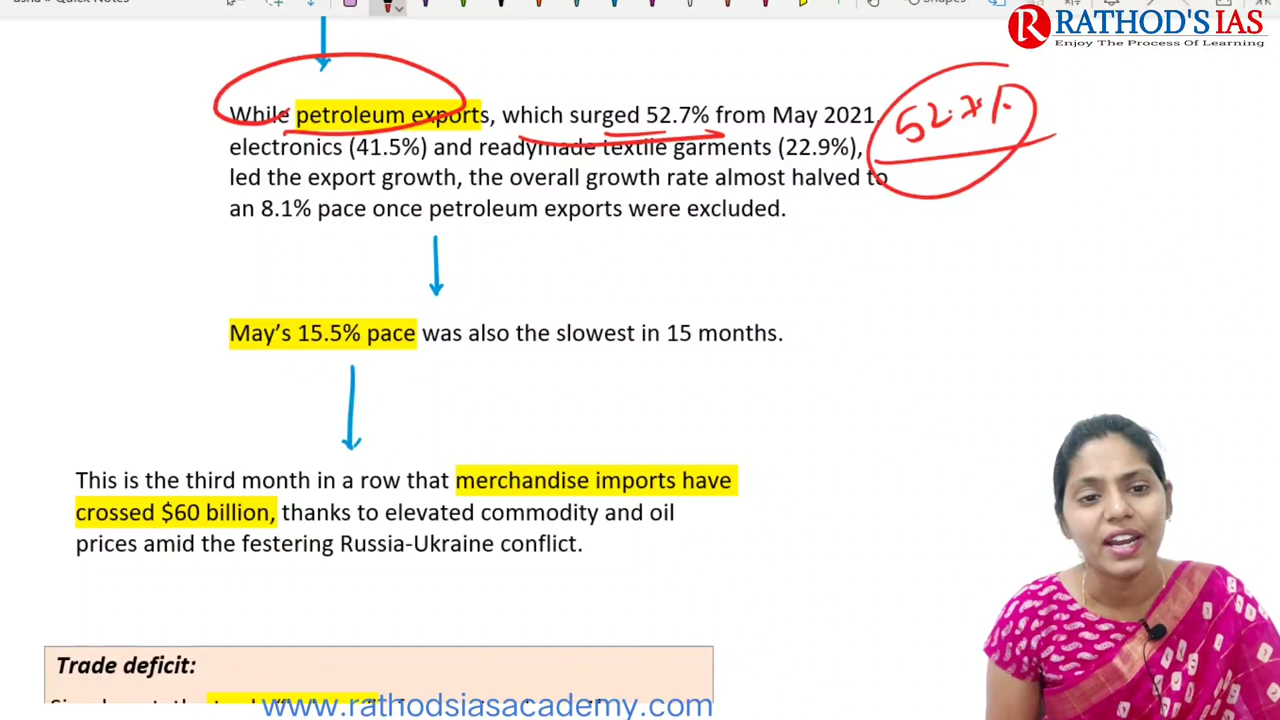 asha » Quick Notes
Shapes
RATHOD'S IAS
Enjoy The Process Of Learning
While petroleum exports, which surged 52.7% from May 2021,
electronics (41.5%) and readymade textile garments (22.9%),
led the export growth, the overall growth rate almost halved to
an 8.1% pace once petroleum exports were excluded.
52.7%
May's 15.5% pace was also the slowest in 15 months.
This is the third month in a row that merchandise imports have
crossed $60 billion, thanks to elevated commodity and oil
prices amid the festering Russia-Ukraine conflict.
Trade deficit:
www.rathodsiasacademy.com